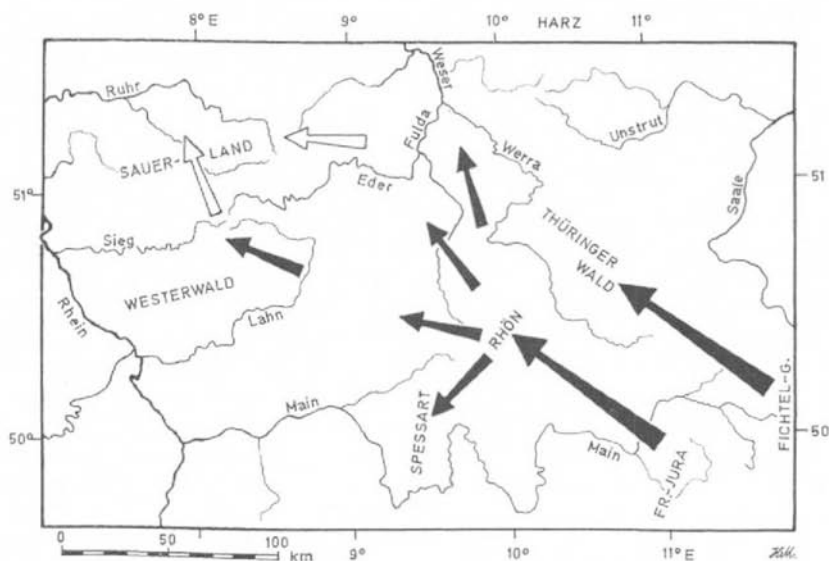 8°E 9° 10° HARZ 11°
Ruhr
Weser
Unstrut
Fulda
Werra
SAUER-LAND
Eder
51° 51
Saale
Sieg
THÜRINGER
WALD
WESTERWALD
Rhein
Lahn
RHÖN
FICHTEL-G.
Main
SPESSART
Main
50° 50
FR.-JURA
0 50 100
km
9° 10° 11°E